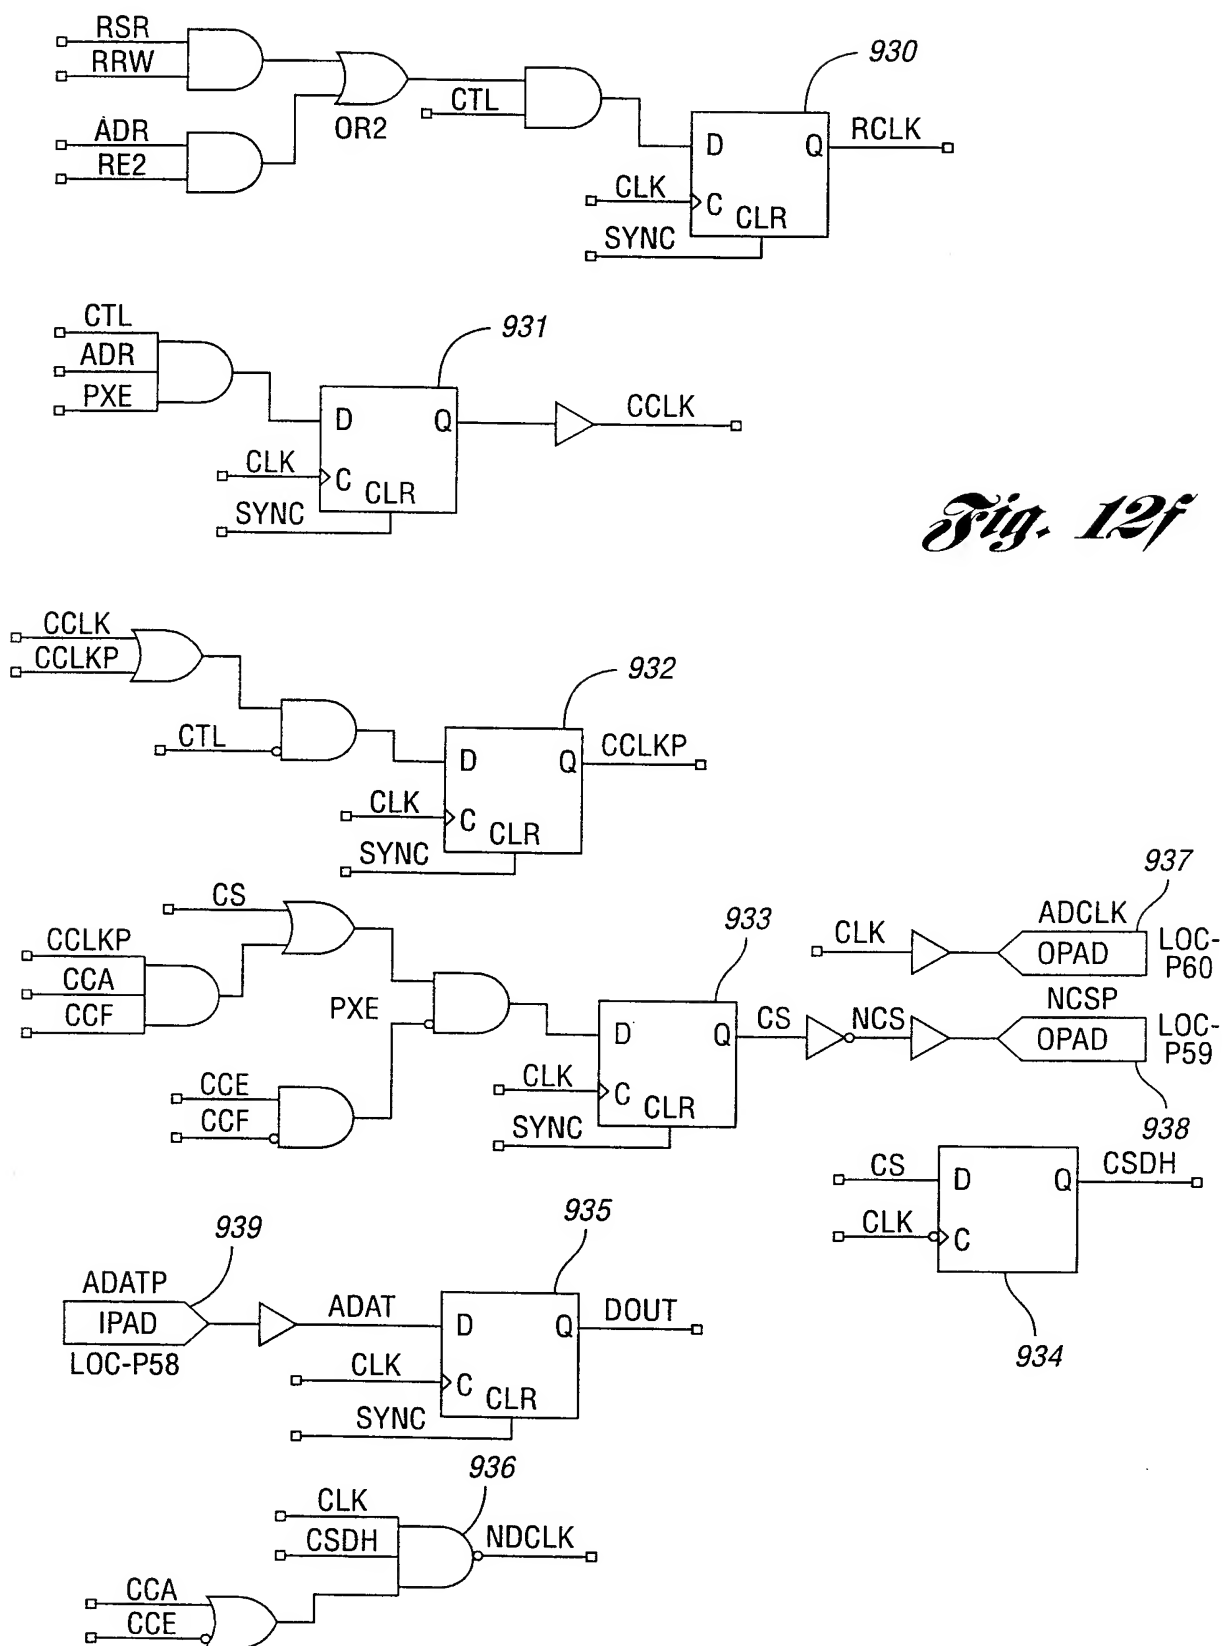 RSR
RRW
ADR
RE2
OR2
CTL
930
D Q RCLK
CLK
C
CLR
SYNC
CTL
ADR
PXE
931
D Q CCLK
CLK
C
CLR
SYNC
Fig. 12f
CCLK
CCLKP
CTL
932
D Q CCLKP
CLK
C
CLR
SYNC
CS
CCLKP
CCA
CCF
PXE
CCE
CCF
933
D Q CS NCS
CLK
C
CLR
SYNC
937
CLK ADCLK
OPAD
LOC-
P60
NCSP
OPAD
LOC-
P59
938
CS D Q CSDH
CLK
C
934
939
ADATP
IPAD
LOC-P58
ADAT
935
D Q DOUT
CLK
C
CLR
SYNC
936
CLK
CSDH
NDCLK
CCA
CCE